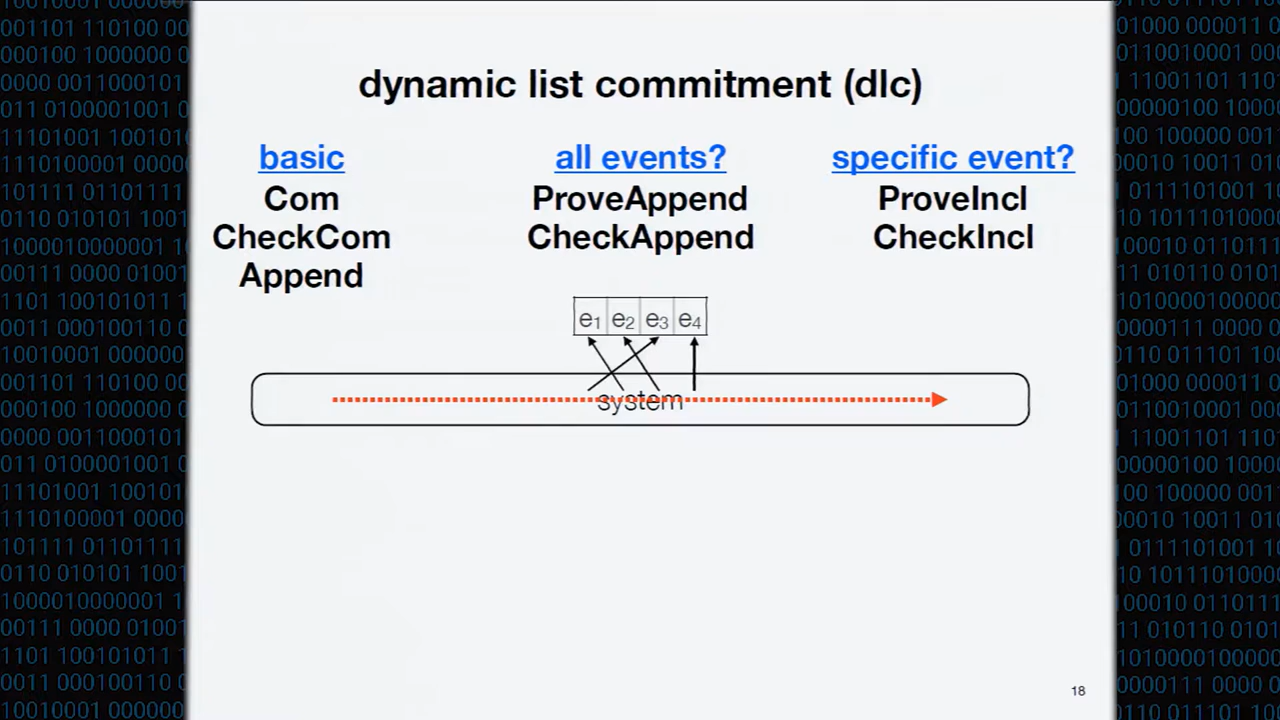 dynamic list commitment (dlc)
basic
Com
CheckCom
Append
all events?
ProveAppend
CheckAppend
specific event?
ProveIncl
CheckIncl
e1 e2 e3 e4
system
18